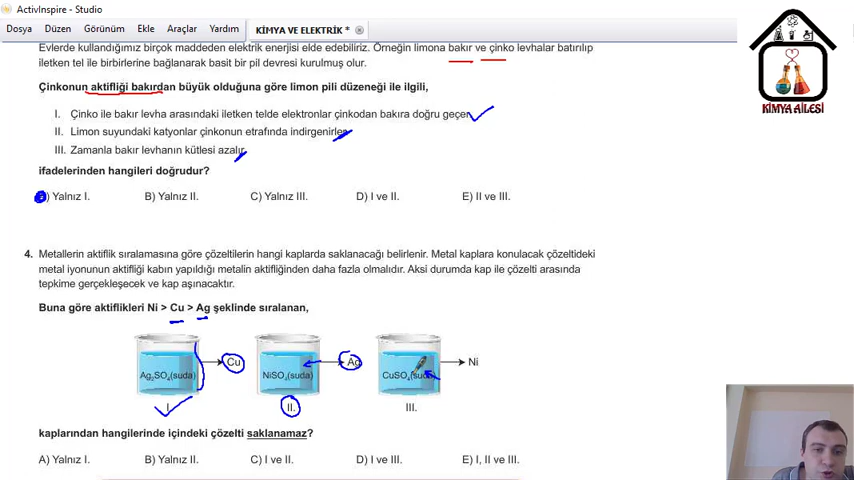 ActivInspire - Studio
Dosya Düzen Görünüm Ekle Araçlar Yardım KİMYA VE ELEKTRİK *
Evlerde kullandığımız birçok maddeden elektrik enerjisi elde edebiliriz. Örneğin limona bakır ve çinko levhalar batırılıp
iletken tel ile birbirlerine bağlanarak basit bir pil devresi kurulmuş olur.
Çinkonun aktifliği bakırdan büyük olduğuna göre limon pili düzeneği ile ilgili,
I. Çinko ile bakır levha arasındaki iletken telde elektronlar çinkodan bakıra doğru geçer.
II. Limon suyundaki katyonlar çinkonun etrafında indirgenirler.
III. Zamanla bakır levhanın kütlesi azalır.
ifadelerinden hangileri doğrudur?
) Yalnız I. B) Yalnız II. C) Yalnız III. D) I ve II. E) II ve III.
4. Metallerin aktiflik sıralamasına göre çözeltilerin hangi kaplarda saklanacağı belirlenir. Metal kaplara konulacak çözeltideki
metal iyonunun aktifliği kabın yapıldığı metalin aktifliğinden daha fazla olmalıdır. Aksi durumda kap ile çözelti arasında
tepkime gerçekleşecek ve kap aşınacaktır.
Buna göre aktiflikleri Ni > Cu > Ag şeklinde sıralanan,
Cu Ag Ni
Ag₂SO₄(suda) NiSO₄(suda) CuSO₄(suda)
I. II. III.
kaplarından hangilerinde içindeki çözelti saklanamaz?
A) Yalnız I. B) Yalnız II. C) I ve II. D) I ve III. E) I, II ve III.
KİMYA AİLESİ